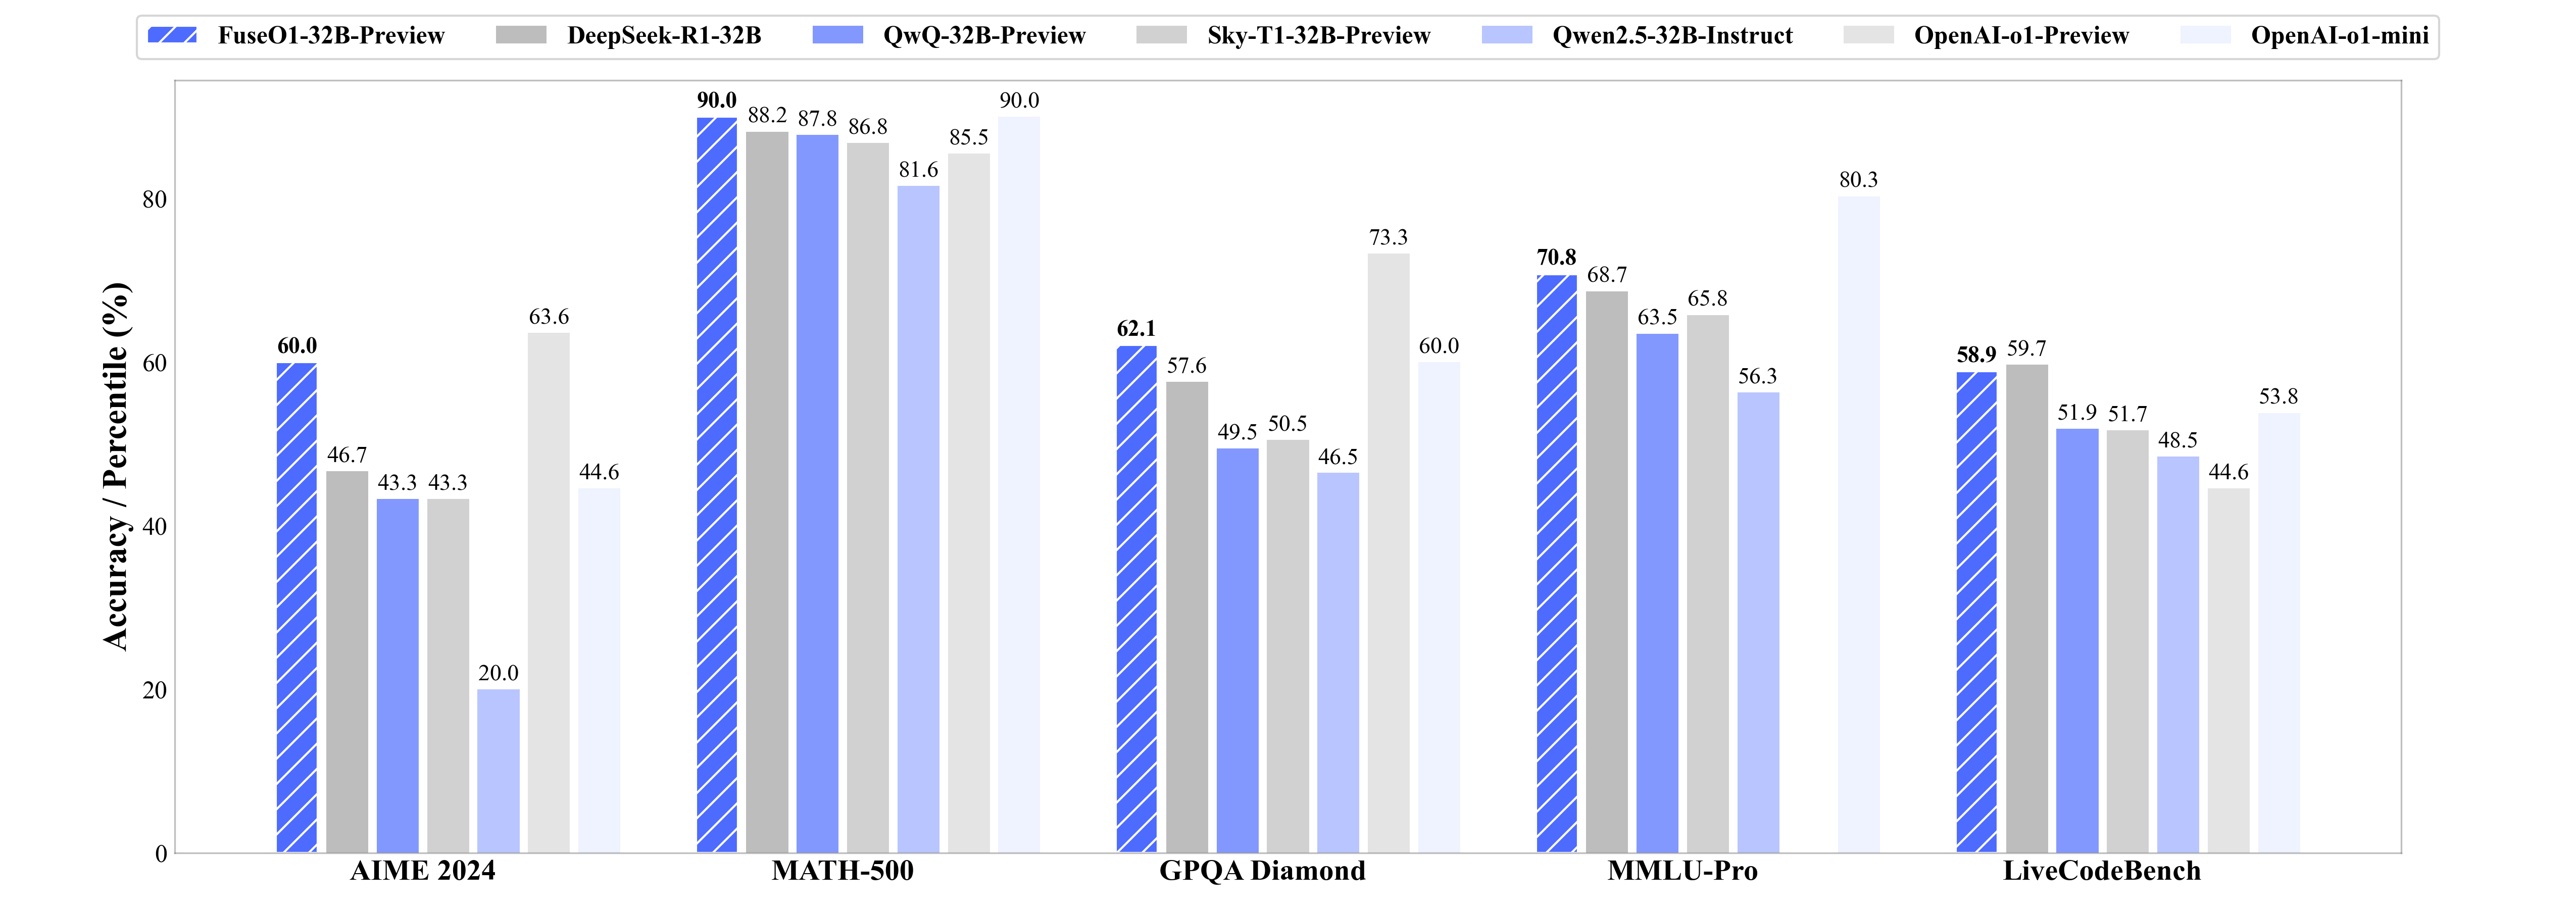 FuseO1-32B-Preview DeepSeek-R1-32B QwQ-32B-Preview Sky-T1-32B-Preview Qwen2.5-32B-Instruct OpenAI-o1-Preview OpenAI-o1-mini
Accuracy / Percentile (%)
80
60
40
20
0
60.0 46.7 43.3 43.3 20.0 63.6 44.6
90.0 88.2 87.8 86.8 81.6 85.5 90.0
62.1 57.6 49.5 50.5 46.5 73.3 60.0
70.8 68.7 63.5 65.8 56.3 80.3
58.9 59.7 51.9 51.7 48.5 44.6 53.8
AIME 2024 MATH-500 GPQA Diamond MMLU-Pro LiveCodeBench